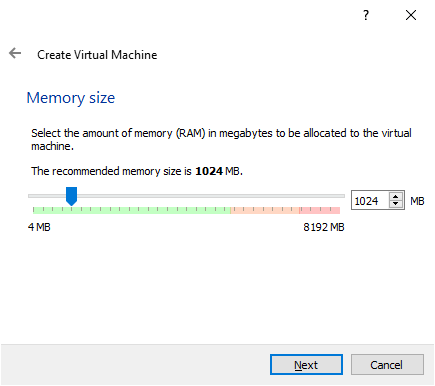 ?
Create Virtual Machine
Memory size
Select the amount of memory (RAM) in megabytes to be allocated to the virtual
machine.
The recommended memory size is 1024 MB.
1024 MB
4 MB 8192 MB
Next Cancel